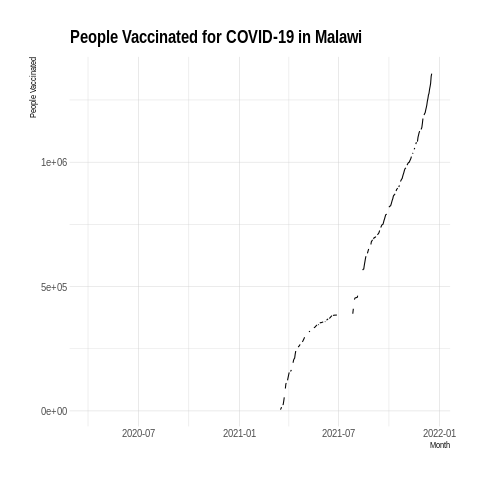 People Vaccinated for COVID-19 in Malawi
People Vaccinated
1e+06
5e+05
0e+00
2020-07 2021-01 2021-07 2022-01
Month